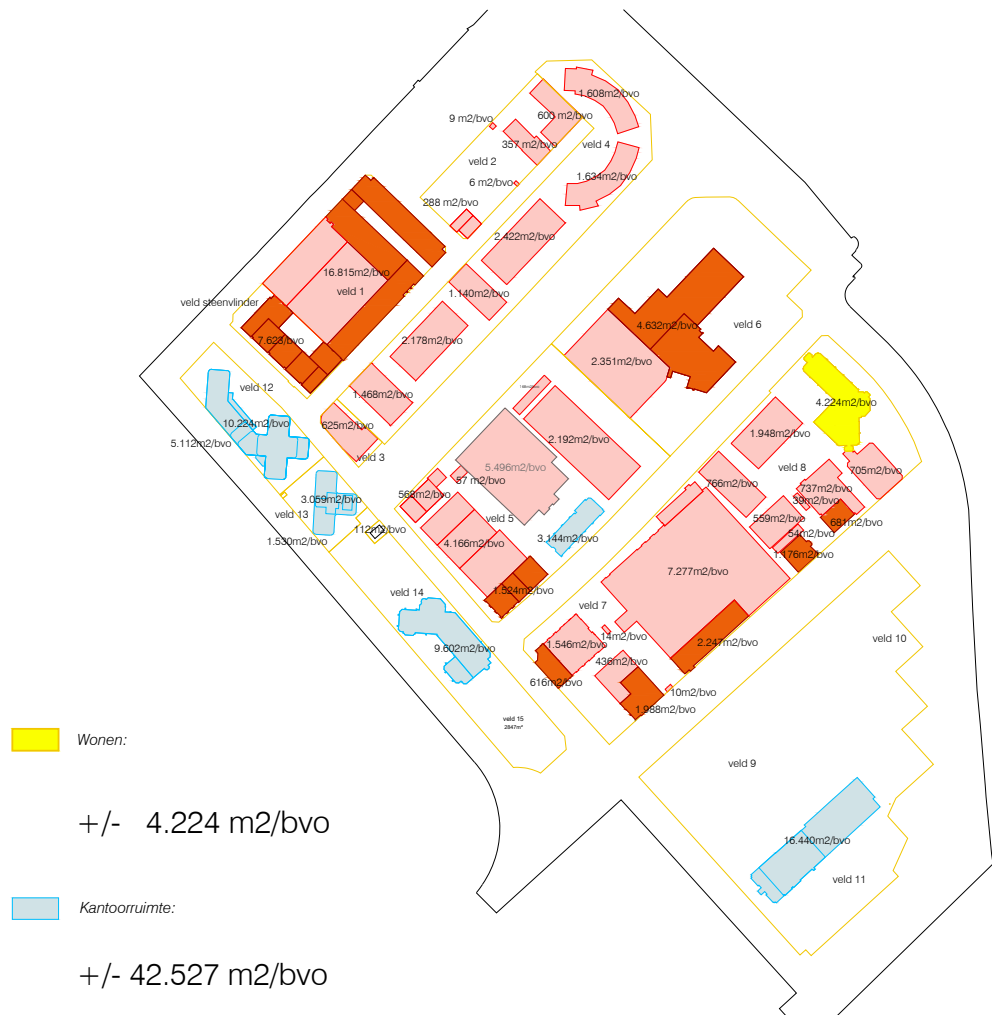 1.608m2/bvo
600 m2/bvo
9 m2/bvo
357 m2/bvo
veld 4
veld 2
1.634m2/bvo
6 m2/bvo
288 m2/bvo
2.422m2/bvo
16.815m2/bvo
veld 1
1.140m2/bvo
veld steenvlinder
4.632m2/bvo
veld 6
7.623/bvo
2.178m2/bvo
2.351m2/bvo
veld 12
1.468m2/bvo
4.224m2/bvo
10.224m2/bvo
625m2/bvo
1.948m2/bvo
5.112m2/bvo
2.192m2/bvo
veld 3
5.496m2/bvo
veld 8
705m2/bvo
57 m2/bvo
766m2/bvo
737m2/bvo
568m2/bvo
3.059m2/bvo
39m2/bvo
veld 13
veld 5
559m2/bvo
681m2/bvo
112m2/bvo
54m2/bvo
1.530m2/bvo
4.166m2/bvo
3.144m2/bvo
1.176m2/bvo
7.277m2/bvo
veld 14
1.524m2/bvo
veld 7
14m2/bvo
veld 10
9.602m2/bvo
1.546m2/bvo
2.247m2/bvo
436m2/bvo
616m2/bvo
10m2/bvo
1.988m2/bvo
veld 15
2847m²
Wonen:
veld 9
+/- 4.224 m2/bvo
16.440m2/bvo
veld 11
Kantoorruimte:
+/- 42.527 m2/bvo